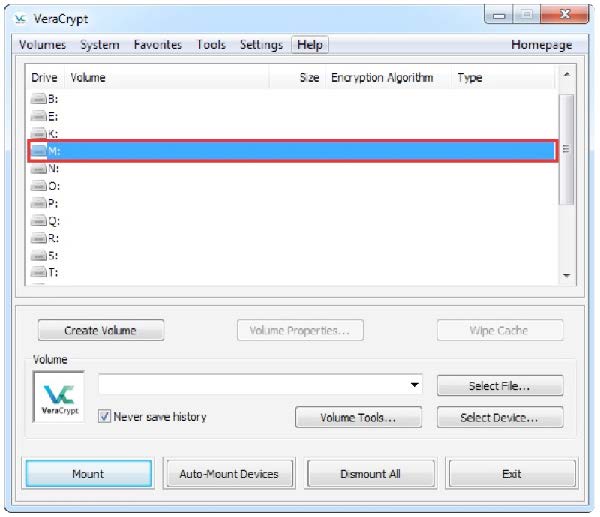 VeraCrypt
Volumes System Favorites Tools Settings Help Homepage
Drive Volume Size Encryption Algorithm Type
B:
E:
K:
M:
N:
O:
P:
Q:
R:
S:
T:
Create Volume Volume Properties... Wipe Cache
Volume
Select File...
VeraCrypt
Never save history Volume Tools... Select Device...
Mount Auto-Mount Devices Dismount All Exit